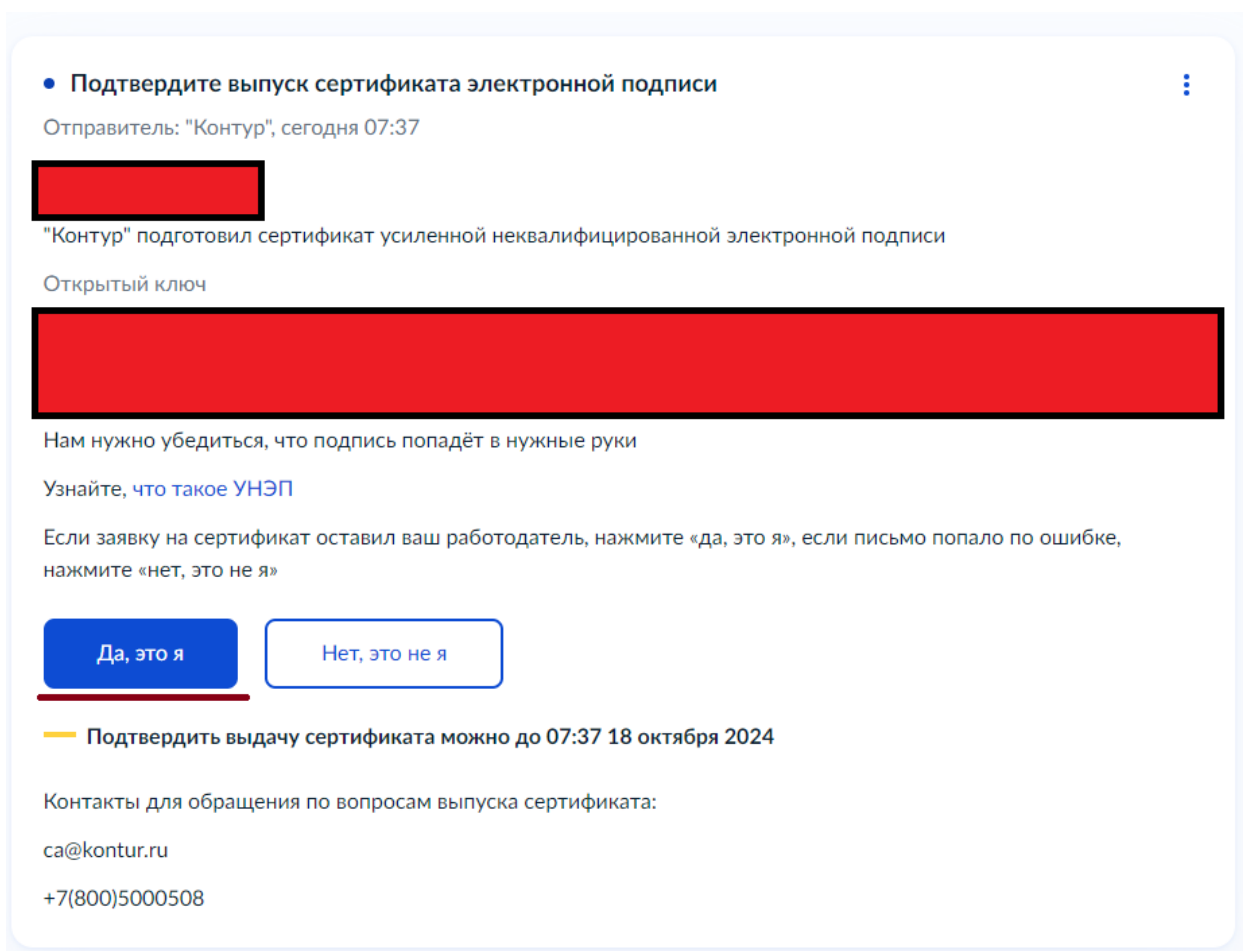 Подтвердите выпуск сертификата электронной подписи
Отправитель: "Контур", сегодня 07:37
"Контур" подготовил сертификат усиленной неквалифицированной электронной подписи
Открытый ключ
Нам нужно убедиться, что подпись попадёт в нужные руки
Узнайте, что такое УНЭП
Если заявку на сертификат оставил ваш работодатель, нажмите «да, это я», если письмо попало по ошибке,
нажмите «нет, это не я»
Да, это я
Нет, это не я
Подтвердить выдачу сертификата можно до 07:37 18 октября 2024
Контакты для обращения по вопросам выпуска сертификата:
ca@kontur.ru
+7(800)5000508